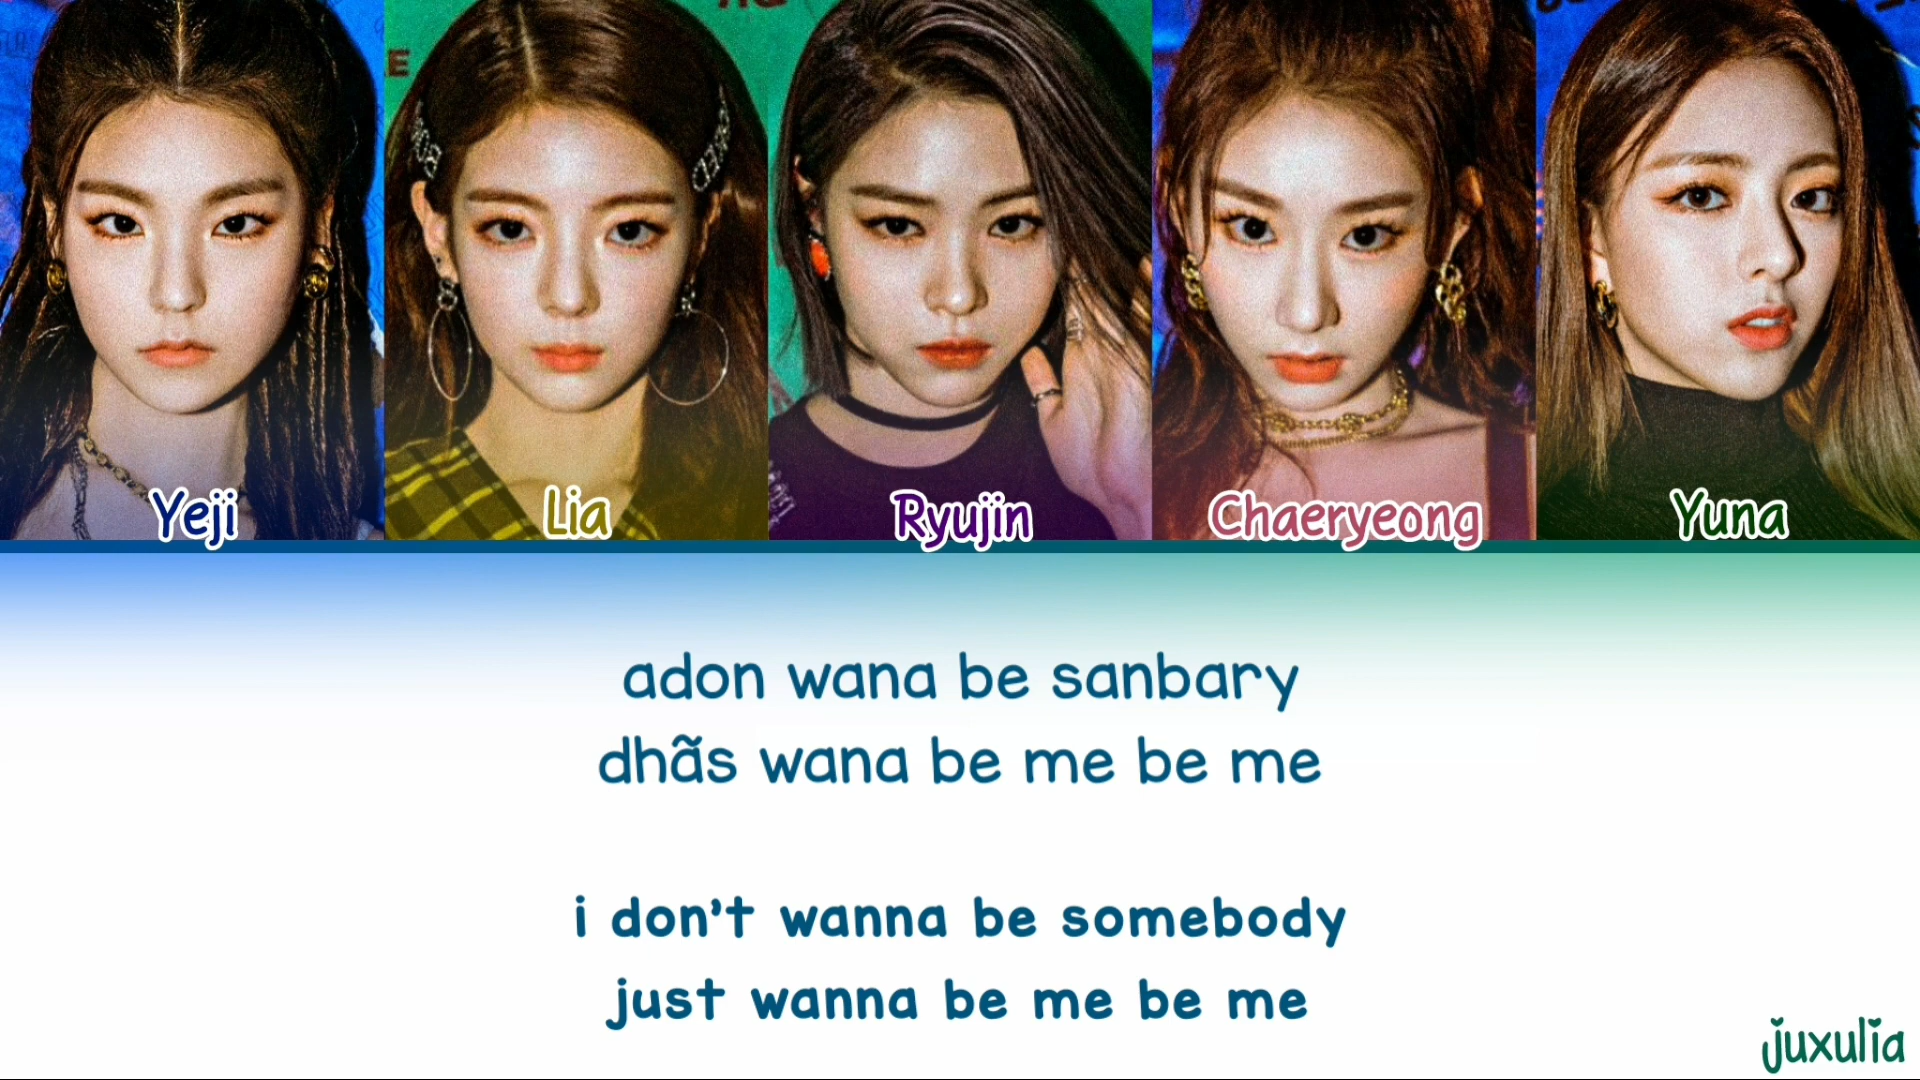 Yeji
Lia
Ryujin
Chaeryeong
Yuna
adon wana be sanbary
dhãs wana be me be me
i don't wanna be somebody
just wanna be me be me
juxulia